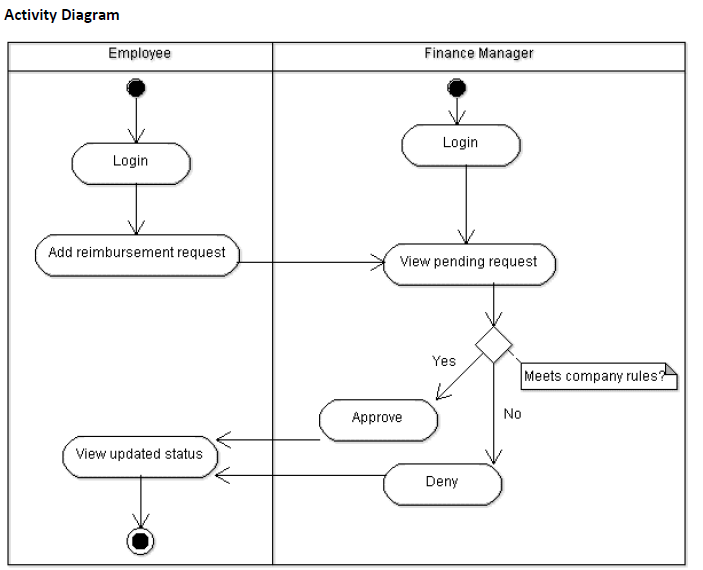 Activity Diagram
Employee
Finance Manager
Login
Login
Add reimbursement request
View pending request
Yes
Meets company rules?
No
Approve
View updated status
Deny